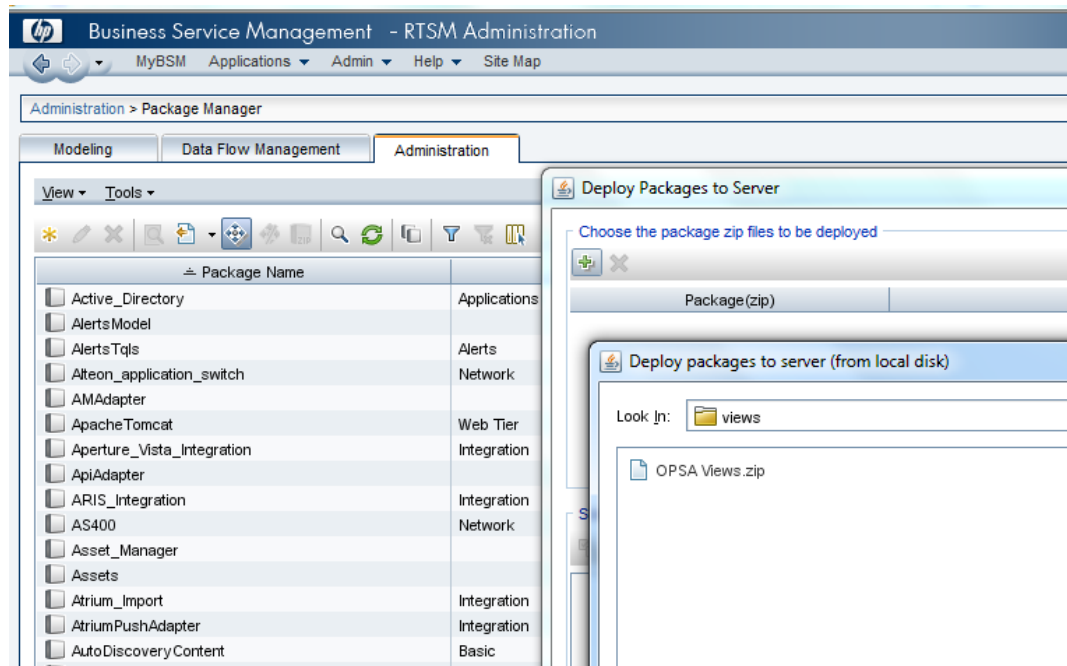 hp Business Service Management - RTSM Administration
MyBSM Applications Admin Help Site Map
Administration > Package Manager
Modeling Data Flow Management Administration
View Tools
Package Name
Active_Directory Applications
AlertsModel
AlertsTqls Alerts
Alteon_application_switch Network
AMAdapter
ApacheTomcat Web Tier
Aperture_Vista_Integration Integration
ApiAdapter
ARIS_Integration Integration
AS400 Network
Asset_Manager
Assets
Atrium_Import Integration
AtriumPushAdapter Integration
AutoDiscoveryContent Basic
Deploy Packages to Server
Choose the package zip files to be deployed
Package(zip)
S
Deploy packages to server (from local disk)
Look In: views
OPSA Views.zip